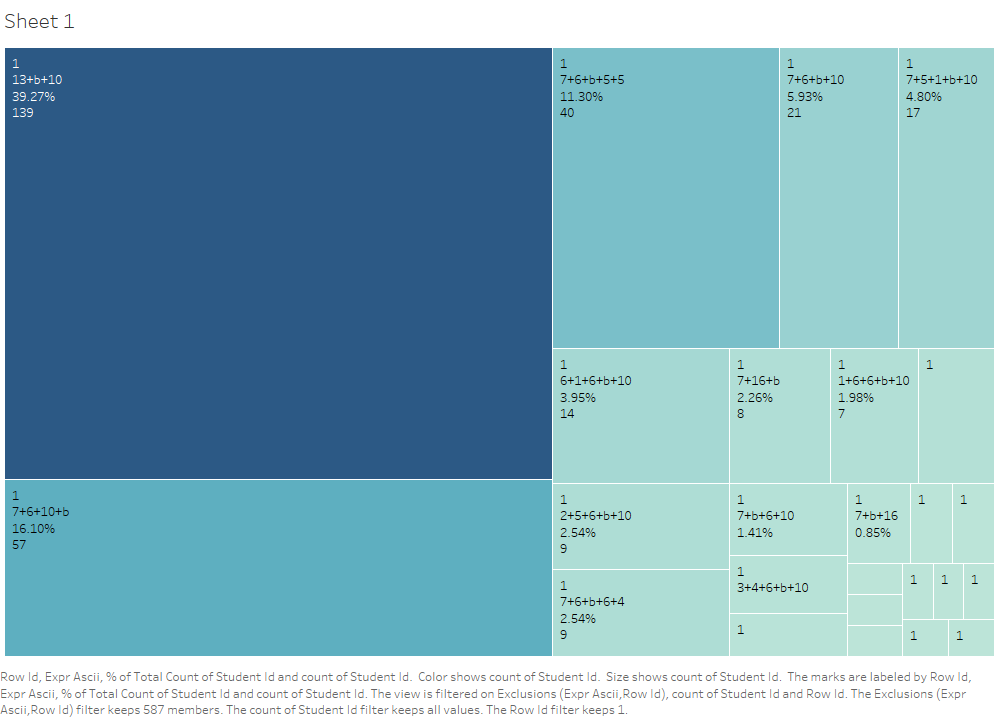 Sheet 1
1
13+b+10
39.27%
139
1
7+6+10+b
16.10%
57
1
7+6+b+5+5
11.30%
40
1
7+6+b+10
5.93%
21
1
7+5+1+b+10
4.80%
17
1
6+1+6+b+10
3.95%
14
1
7+16+b
2.26%
8
1
1+6+6+b+10
1.98%
7
1
1
2+5+6+b+10
2.54%
9
1
7+6+b+6+4
2.54%
9
1
7+b+6+10
1.41%
1
3+4+6+b+10
1
1
7+b+16
0.85%
1
1
1
1
1
1
1
Row Id, Expr Ascii, % of Total Count of Student Id and count of Student Id.  Color shows count of Student Id.  Size shows count of Student Id.  The marks are labeled by Row Id,
Expr Ascii, % of Total Count of Student Id and count of Student Id. The view is filtered on Exclusions (Expr Ascii,Row Id), count of Student Id and Row Id. The Exclusions (Expr
Ascii,Row Id) filter keeps 587 members. The count of Student Id filter keeps all values. The Row Id filter keeps 1.